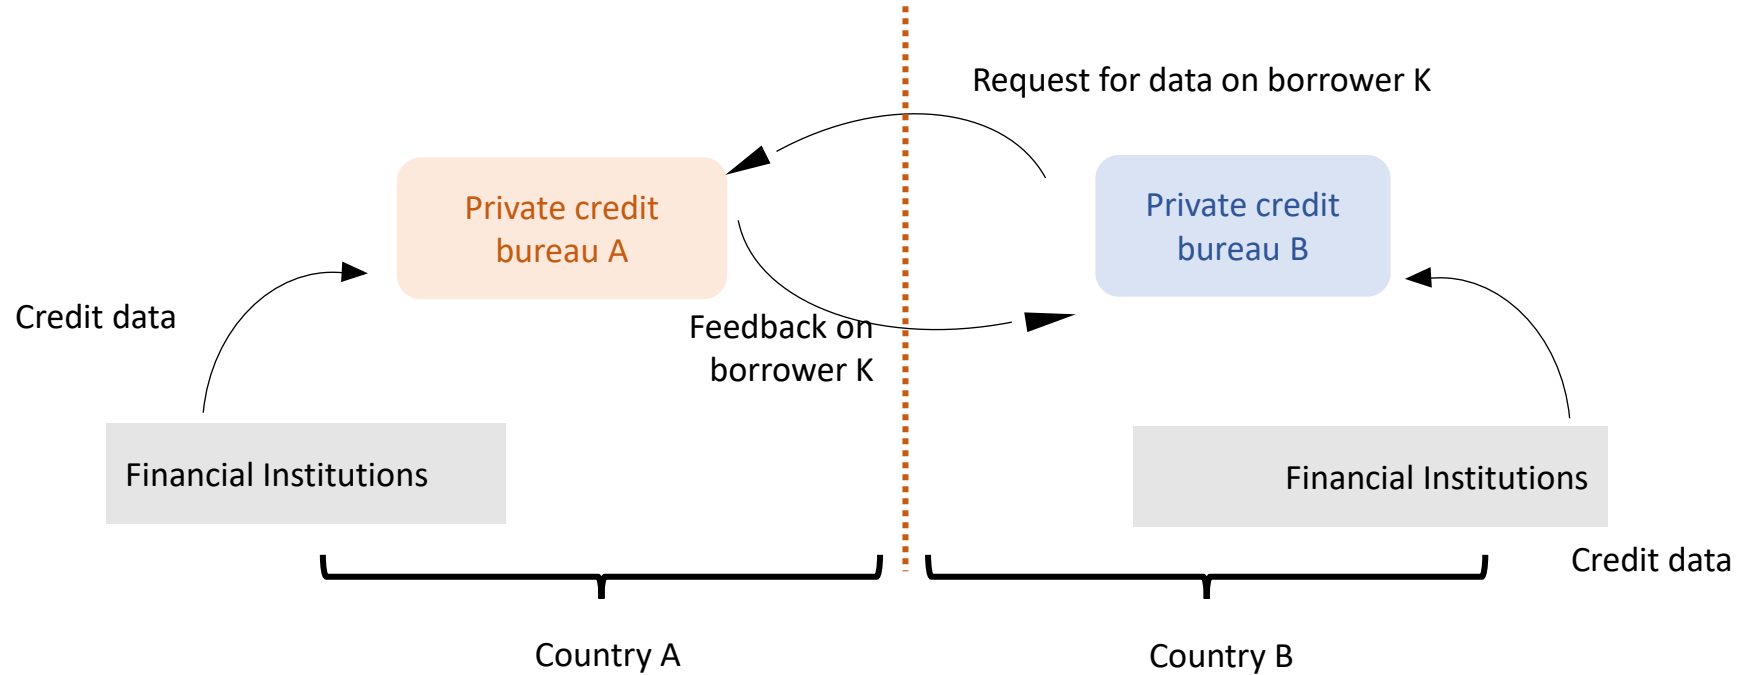 Request for data on borrower K
Private credit
bureau A
Private credit
bureau B
Credit data
Feedback on
borrower K
Financial Institutions
Financial Institutions
Credit data
Country A
Country B